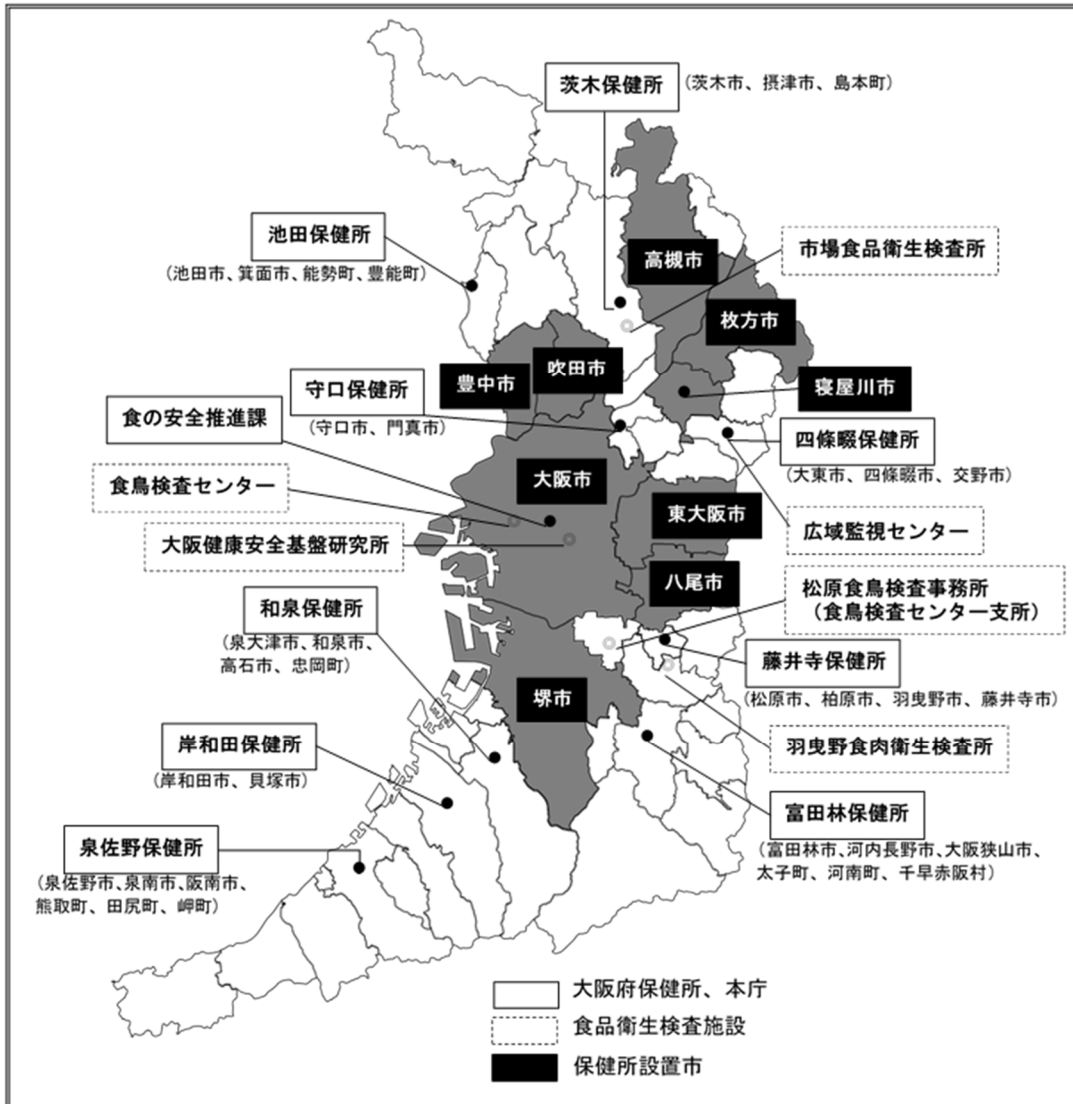 茨木保健所
(茨木市、摂津市、島本町)
池田保健所
(池田市、箕面市、能勢町、豊能町)
高槻市
市場食品衛生検査所
枚方市
吹田市
豊中市
守口保健所
(守口市、門真市)
寝屋川市
食の安全推進課
四條畷保健所
(大東市、四條畷市、交野市)
食鳥検査センター
大阪市
東大阪市
広域監視センター
大阪健康安全基盤研究所
八尾市
松原食鳥検査事務所
(食鳥検査センター支所)
和泉保健所
(泉大津市、和泉市、
高石市、忠岡町)
藤井寺保健所
(松原市、柏原市、羽曳野市、藤井寺市)
堺市
羽曳野食肉衛生検査所
岸和田保健所
(岸和田市、貝塚市)
富田林保健所
(富田林市、河内長野市、大阪狭山市、
太子町、河南町、千早赤阪村)
泉佐野保健所
(泉佐野市、泉南市、阪南市、
熊取町、田尻町、岬町)
大阪府保健所、本庁
食品衛生検査施設
保健所設置市